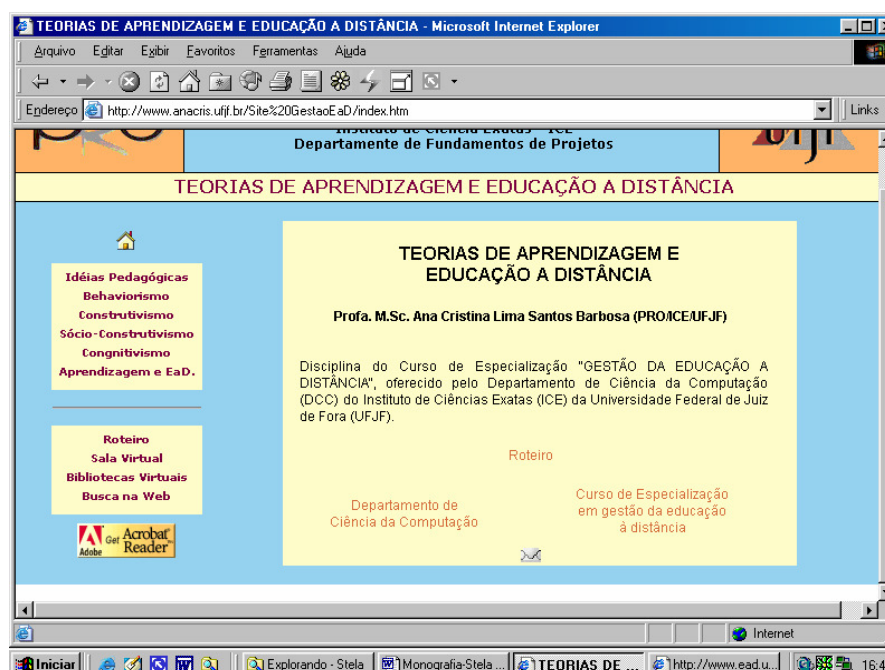 TEORIAS DE APRENDIZAGEM E EDUCAÇÃO A DISTÂNCIA - Microsoft Internet Explorer
Arquivo Editar Exibir Favoritos Ferramentas Ajuda
Endereço http://www.anacris.ufjf.br/Site%20GestaoEaD/index.htm Links
Instituto de Ciência Exatas - ICE
Departamente de Fundamentos de Projetos
TEORIAS DE APRENDIZAGEM E EDUCAÇÃO A DISTÂNCIA
Idéias Pedagógicas
Behaviorismo
Construtivismo
Sócio-Construtivismo
Congnitivismo
Aprendizagem e EaD.
Roteiro
Sala Virtual
Bibliotecas Virtuais
Busca na Web
Adobe Get Acrobat
Reader
TEORIAS DE APRENDIZAGEM E
EDUCAÇÃO A DISTÂNCIA
Profa. M.Sc. Ana Cristina Lima Santos Barbosa (PRO/ICE/UFJF)
Disciplina do Curso de Especialização "GESTÃO DA EDUCAÇÃO A
DISTÂNCIA", oferecido pelo Departamento de Ciência da Computação
(DCC) do Instituto de Ciências Exatas (ICE) da Universidade Federal de Juiz
de Fora (UFJF).
Roteiro
Departamento de
Ciência da Computação
Curso de Especialização
em gestão da educação
à distância
Internet
Iniciar Explorando - Stela Monografia-Stela ... TEORIAS DE ... http://www.ead.u...